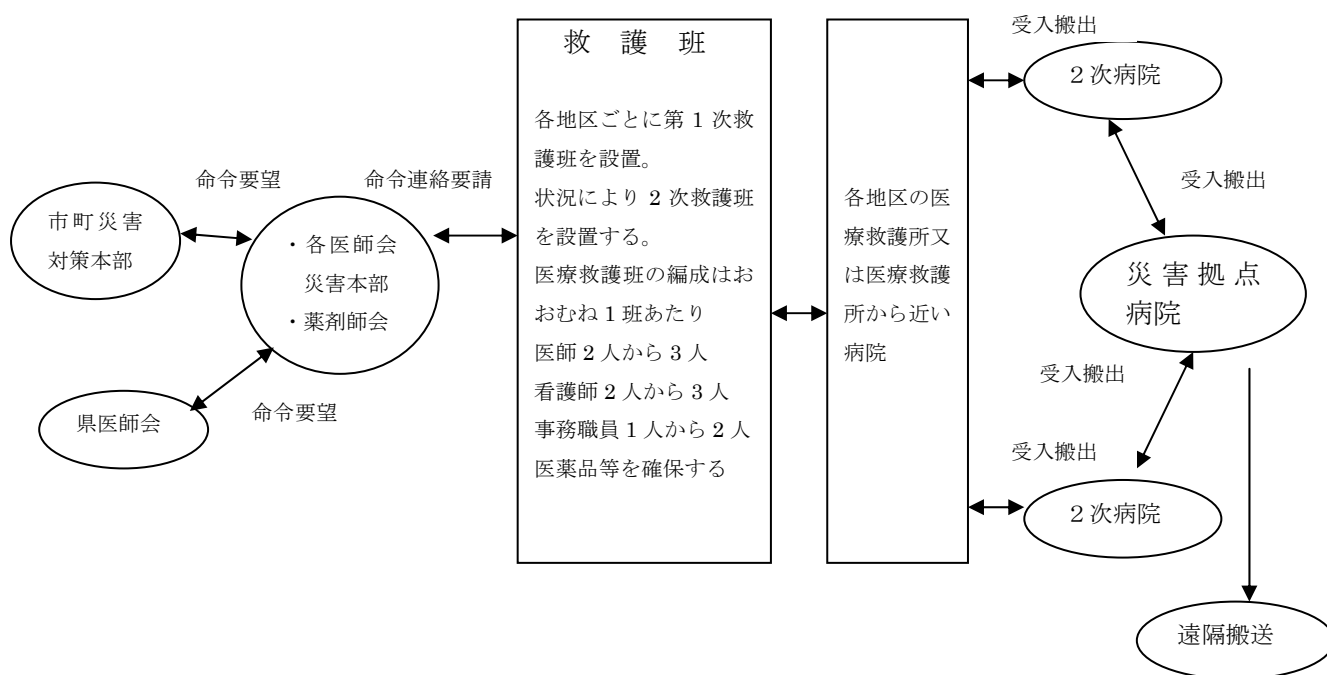 市町災害
対策本部
命令要望
・各医師会
災害本部
・薬剤師会
県医師会
命令要望
命令連絡要請
救 護 班
各地区ごとに第 1 次救
護班を設置。
状況により 2 次救護班
を設置する。
医療救護班の編成はお
おむね 1 班あたり
医師 2 人から 3 人
看護師 2 人から 3 人
事務職員 1 人から 2 人
医薬品等を確保する
各地区の医
療救護所又
は医療救護
所から近い
病院
受入搬出
2次病院
受入搬出
災害拠点
病院
受入搬出
受入搬出
2次病院
遠隔搬送